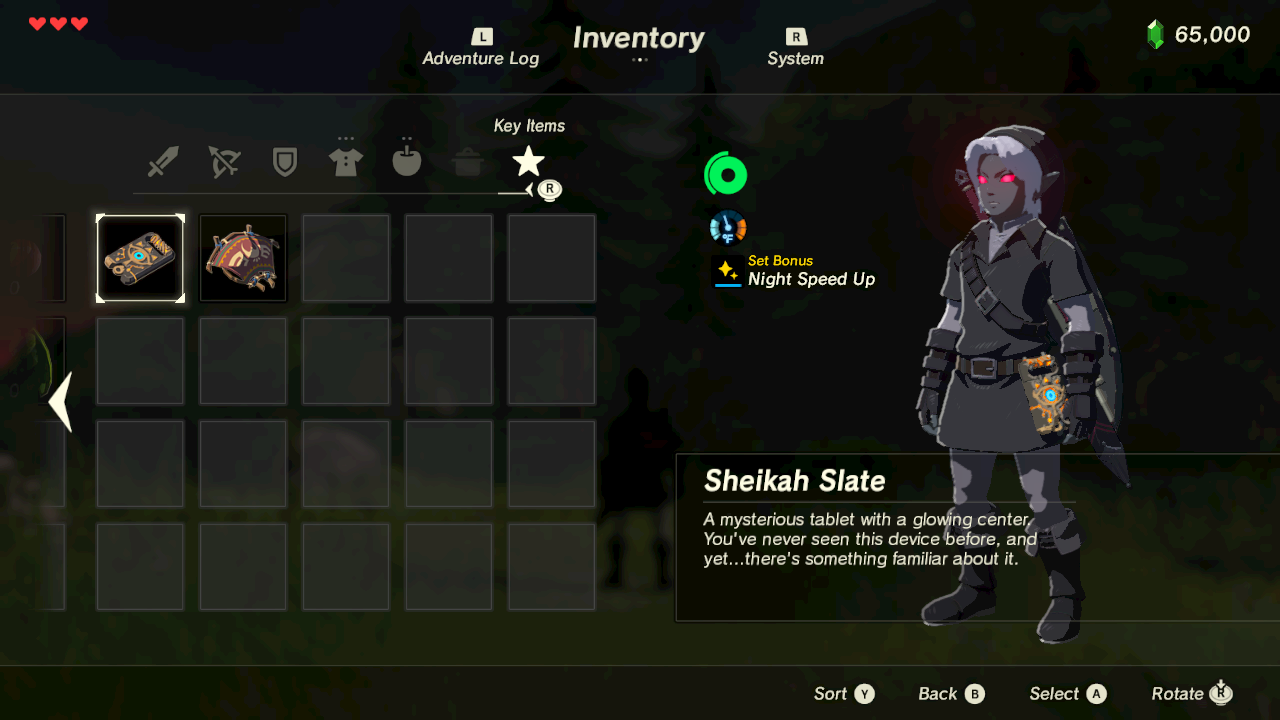 L
Inventory
R
65,000
Adventure Log
System
Key Items
R
°F
Set Bonus
Night Speed Up
Sheikah Slate
A mysterious tablet with a glowing center.
You've never seen this device before, and
yet...there's something familiar about it.
Sort Y
Back B
Select A
Rotate R